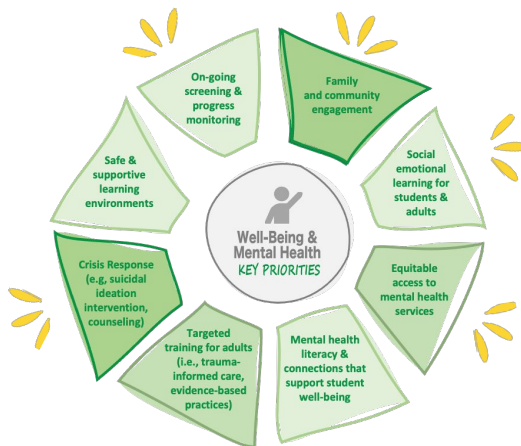 On-going
screening &
progress
monitoring
Family
and community
engagement
Social
emotional
learning for
students &
adults
Equitable
access to
mental health
services
Mental health
literacy &
connections that
support student
well-being
Targeted
training for adults
(i.e., trauma-
informed care,
evidence-based
practices)
Crisis Response
(e.g, suicidal
ideation
intervention,
counseling)
Safe &
supportive
learning
environments
Well-Being &
Mental Health
KEY PRIORITIES